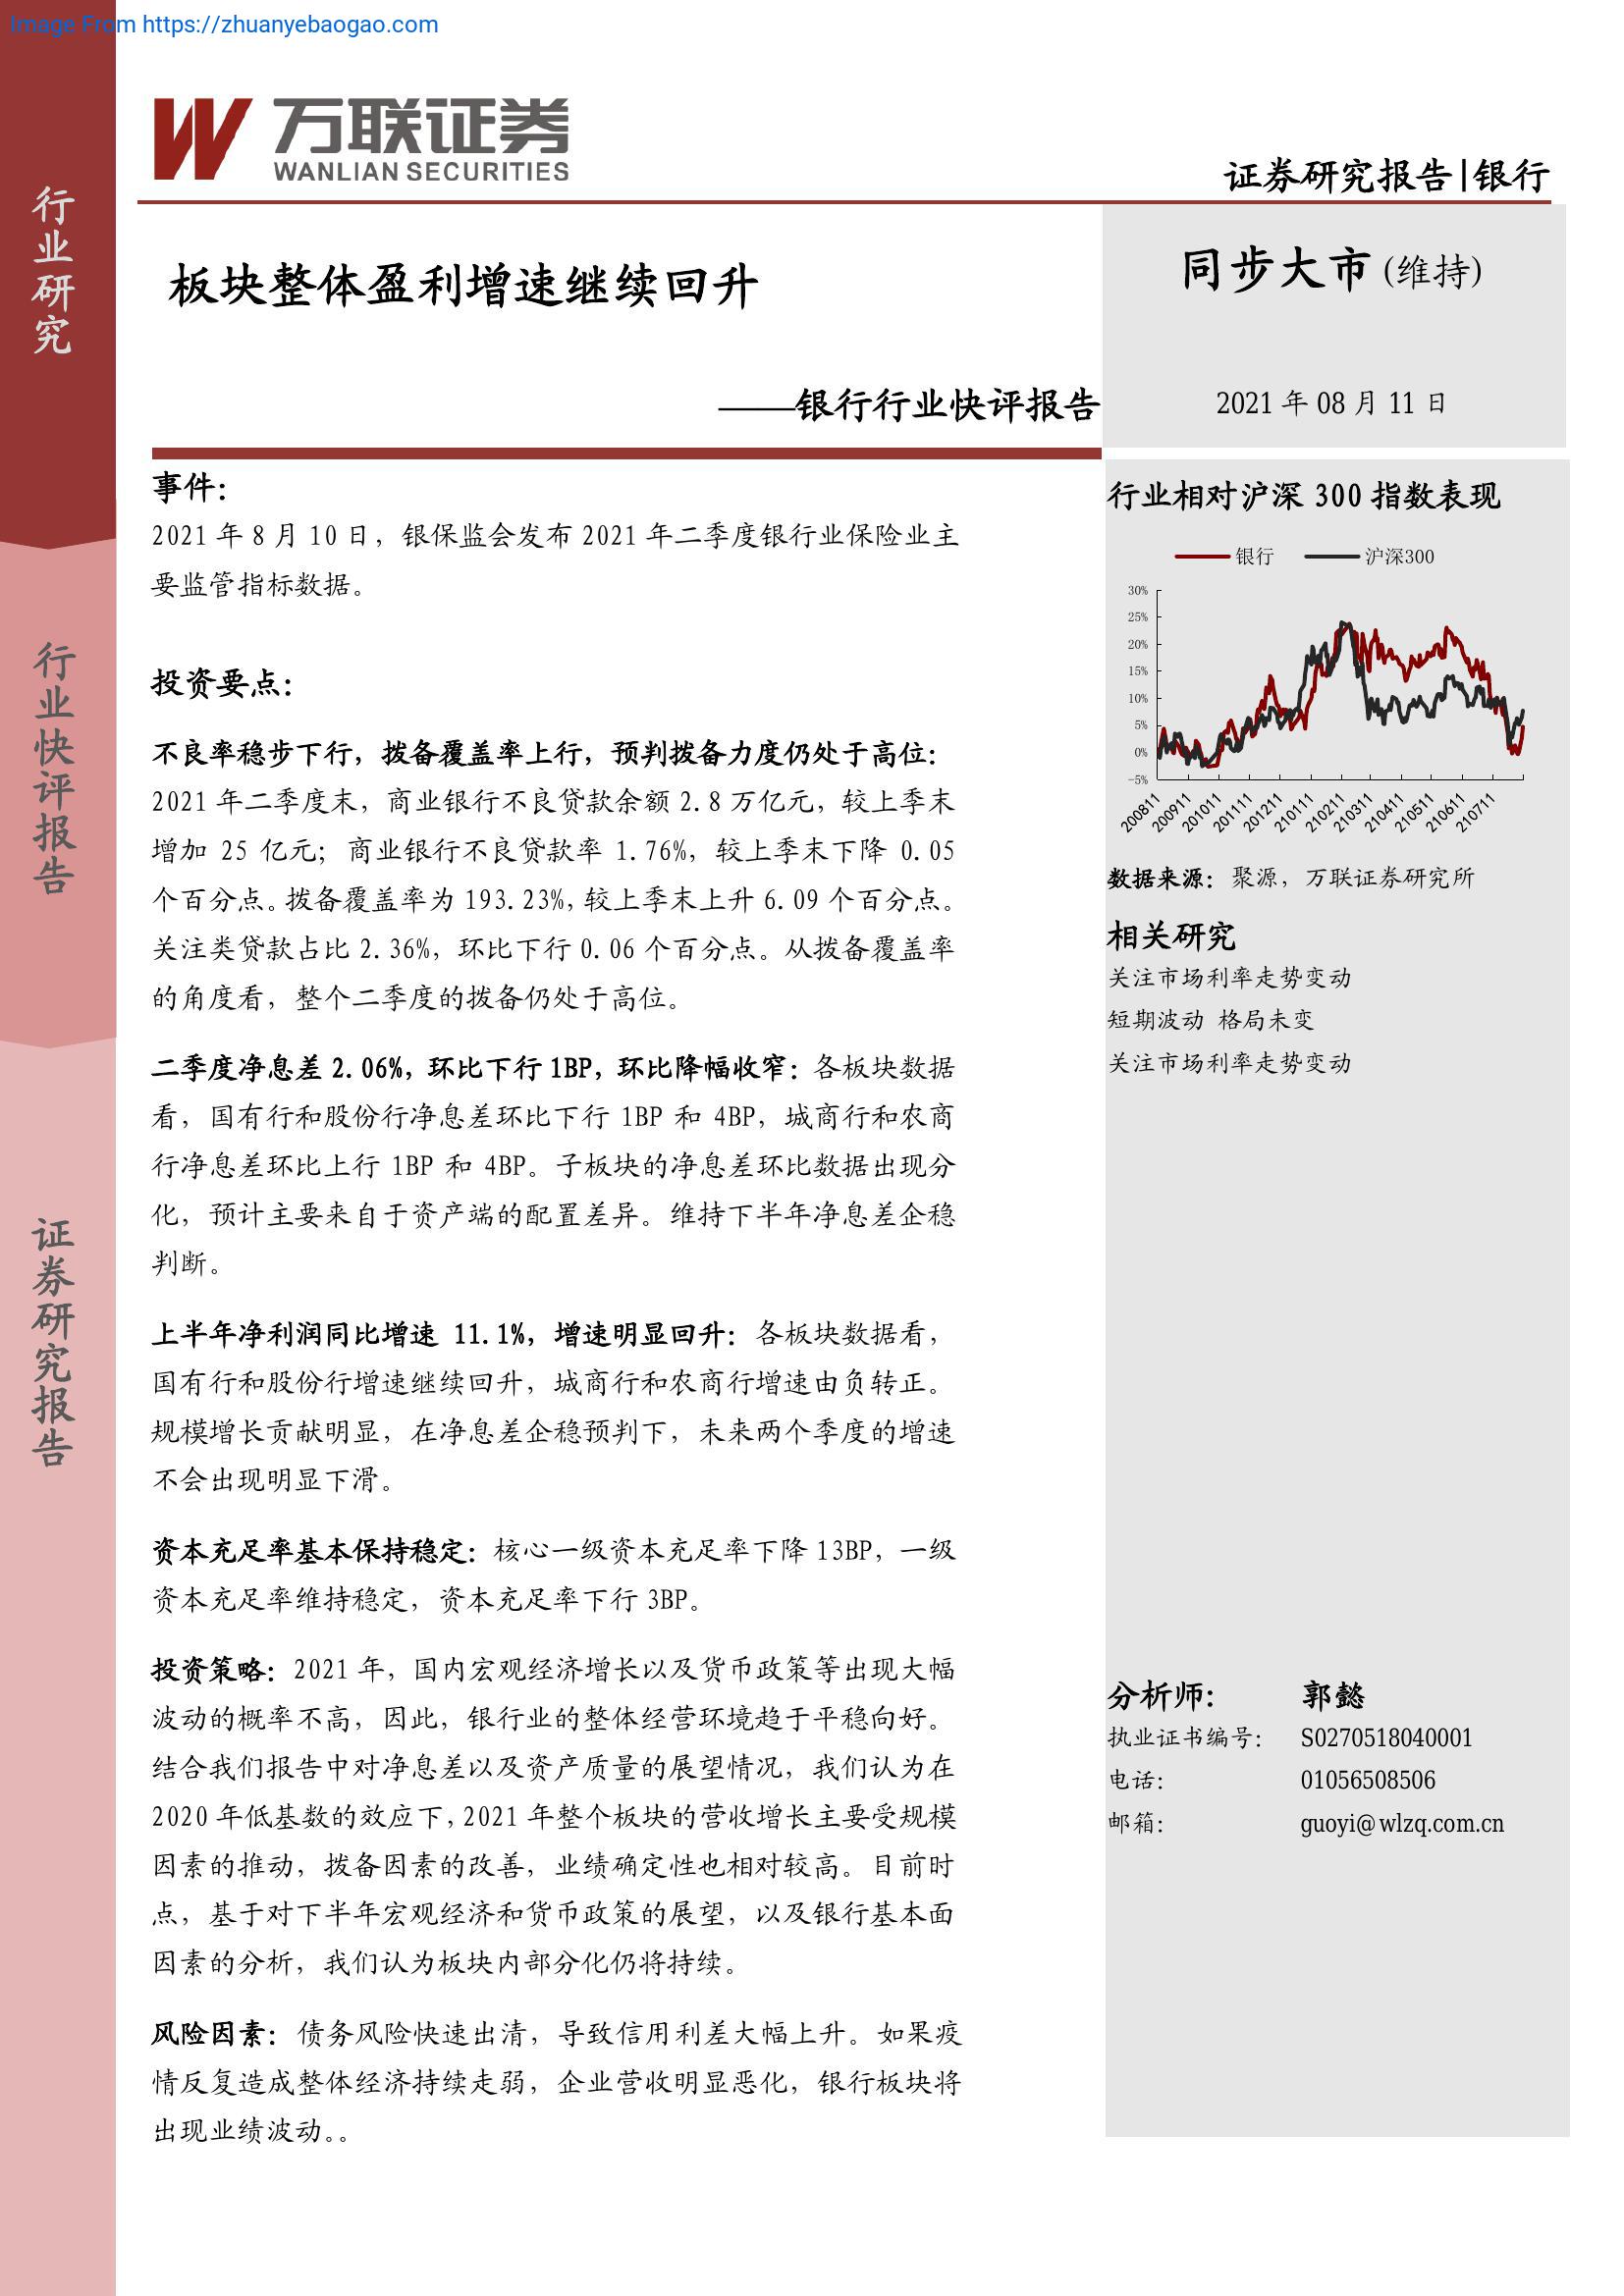 Image From https://zhuanyebaogao.com
万联证券
WANLIAN SECURITIES
证券研究报告|银行
行业研究
行业快评报告
证券研究报告
板块整体盈利增速继续回升
——银行行业快评报告
同步大市(维持)
2021 年 08 月 11 日
事件：
2021 年 8 月 10 日，银保监会发布 2021 年二季度银行业保险业主
要监管指标数据。
投资要点：
不良率稳步下行，拨备覆盖率上行，预判拨备力度仍处于高位：
2021 年二季度末，商业银行不良贷款余额 2.8 万亿元，较上季末
增加 25 亿元；商业银行不良贷款率 1.76%，较上季末下降 0.05
个百分点。拨备覆盖率为 193.23%，较上季末上升 6.09 个百分点。
关注类贷款占比 2.36%，环比下行 0.06 个百分点。从拨备覆盖率
的角度看，整个二季度的拨备仍处于高位。
二季度净息差 2.06%，环比下行 1BP，环比降幅收窄：各板块数据
看，国有行和股份行净息差环比下行 1BP 和 4BP，城商行和农商
行净息差环比上行 1BP 和 4BP。子板块的净息差环比数据出现分
化，预计主要来自于资产端的配置差异。维持下半年净息差企稳
判断。
上半年净利润同比增速 11.1%，增速明显回升：各板块数据看，
国有行和股份行增速继续回升，城商行和农商行增速由负转正。
规模增长贡献明显，在净息差企稳预判下，未来两个季度的增速
不会出现明显下滑。
资本充足率基本保持稳定：核心一级资本充足率下降 13BP，一级
资本充足率维持稳定，资本充足率下行 3BP。
投资策略：2021 年，国内宏观经济增长以及货币政策等出现大幅
波动的概率不高，因此，银行业的整体经营环境趋于平稳向好。
结合我们报告中对净息差以及资产质量的展望情况，我们认为在
2020 年低基数的效应下，2021 年整个板块的营收增长主要受规模
因素的推动，拨备因素的改善，业绩确定性也相对较高。目前时
点，基于对下半年宏观经济和货币政策的展望，以及银行基本面
因素的分析，我们认为板块内部分化仍将持续。
风险因素：债务风险快速出清，导致信用利差大幅上升。如果疫
情反复造成整体经济持续走弱，企业营收明显恶化，银行板块将
出现业绩波动。。
行业相对沪深 300 指数表现
银行 沪深300
30%
25%
20%
15%
10%
5%
0%
-5%
200811 200911 201011 201111 201211 210111 210211 210311 210411 210511 210611 210711
数据来源：聚源，万联证券研究所
相关研究
关注市场利率走势变动
短期波动 格局未变
关注市场利率走势变动
分析师： 郭懿
执业证书编号： S0270518040001
电话： 01056508506
邮箱： guoyi@wlzq.com.cn